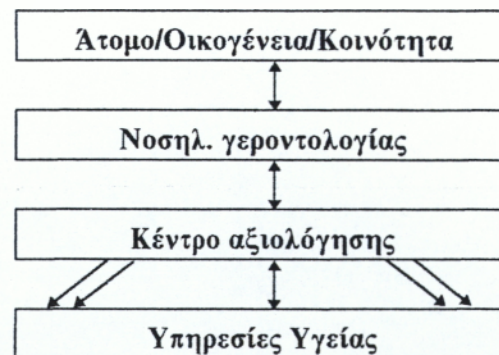 Άτομο/Οικογένεια/Κοινότητα
Νοσηλ. γεροντολογίας
Κέντρο αξιολόγησης
Υπηρεσίες Υγείας